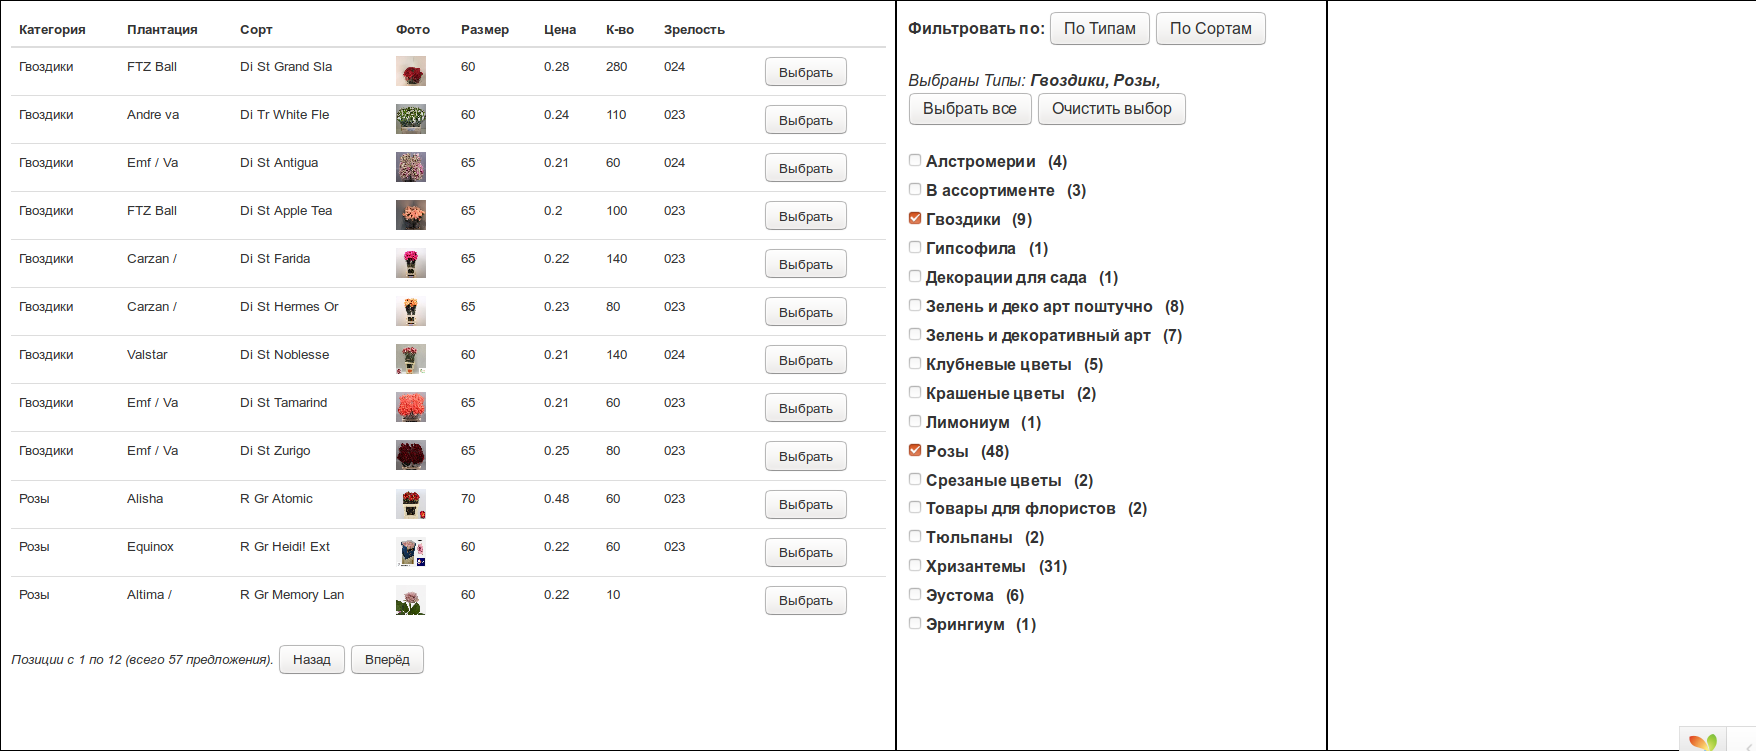 Категория Плантация Сорт Фото Размер Цена К-во Зрелость
Гвоздики FTZ Ball Di St Grand Sla 60 0.28 280 024 Выбрать
Гвоздики Andre va Di Tr White Fle 60 0.24 110 023 Выбрать
Гвоздики Emf / Va Di St Antigua 65 0.21 60 024 Выбрать
Гвоздики FTZ Ball Di St Apple Tea 65 0.2 100 023 Выбрать
Гвоздики Carzan / Di St Farida 65 0.22 140 023 Выбрать
Гвоздики Carzan / Di St Hermes Or 65 0.23 80 023 Выбрать
Гвоздики Valstar Di St Noblesse 60 0.21 140 024 Выбрать
Гвоздики Emf / Va Di St Tamarind 65 0.21 60 023 Выбрать
Гвоздики Emf / Va Di St Zurigo 65 0.25 80 023 Выбрать
Розы Alisha R Gr Atomic 70 0.48 60 023 Выбрать
Розы Equinox R Gr Heidi! Ext 60 0.22 60 023 Выбрать
Розы Altima / R Gr Memory Lan 60 0.22 10 Выбрать
Позиции с 1 по 12 (всего 57 предложения). Назад Вперёд
Фильтровать по: По Типам По Сортам
Выбраны Типы: Гвоздики, Розы,
Выбрать все Очистить выбор
Алстромерии (4)
В ассортименте (3)
Гвоздики (9)
Гипсофила (1)
Декорации для сада (1)
Зелень и деко арт поштучно (8)
Зелень и декоративный арт (7)
Клубневые цветы (5)
Крашеные цветы (2)
Лимониум (1)
Розы (48)
Срезаные цветы (2)
Товары для флористов (2)
Тюльпаны (2)
Хризантемы (31)
Эустома (6)
Эрингиум (1)